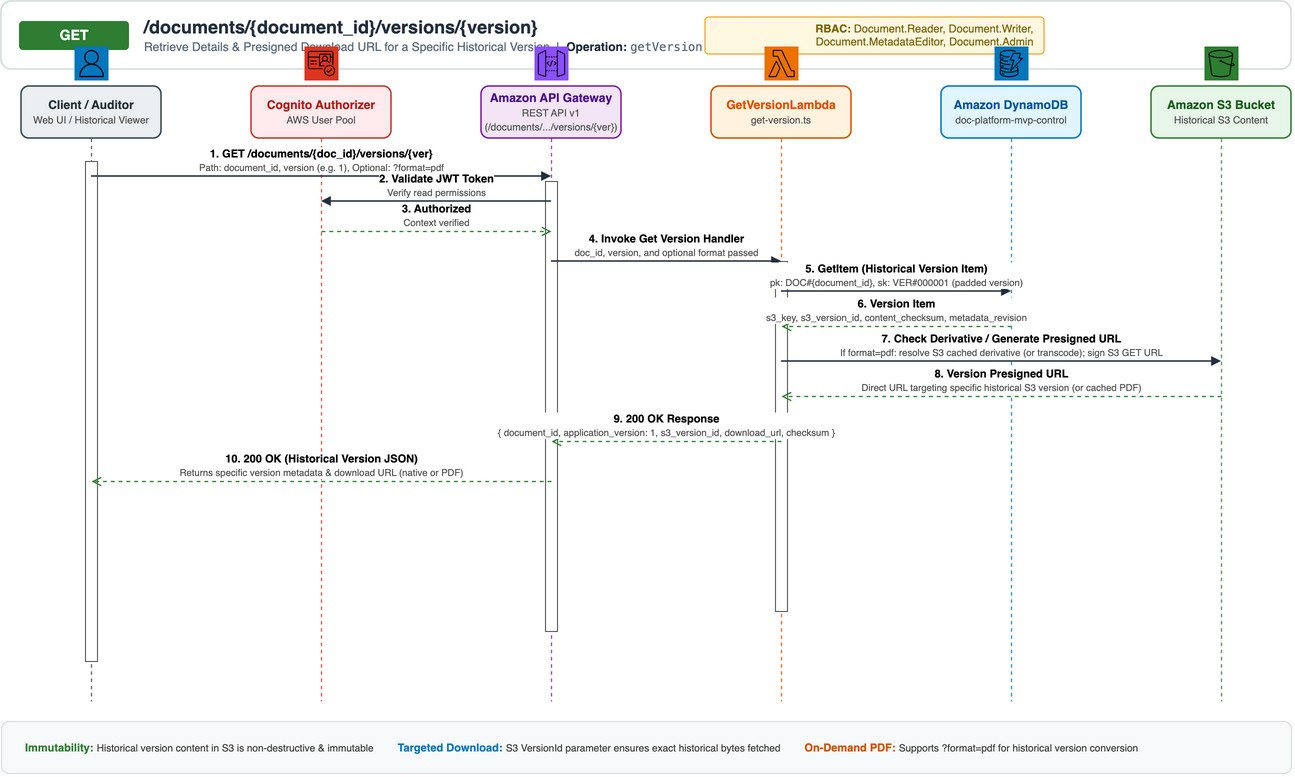 GET
/documents/{document_id}/versions/{version}
Retrieve Details & Presigned Download URL for a Specific Historical Version | Operation: getVersion
RBAC: Document.Reader, Document.Writer,
Document.MetadataEditor, Document.Admin
Client / Auditor
Web UI / Historical Viewer
Cognito Authorizer
AWS User Pool
Amazon API Gateway
REST API v1
(/documents/.../versions/{ver})
GetVersionLambda
get-version.ts
Amazon DynamoDB
doc-platform-mvp-control
Amazon S3 Bucket
Historical S3 Content
1. GET /documents/{doc_id}/versions/{ver}
Path: document_id, version (e.g. 1), Optional: ?format=pdf
2. Validate JWT Token
Verify read permissions
3. Authorized
Context verified
4. Invoke Get Version Handler
doc_id, version, and optional format passed
5. GetItem (Historical Version Item)
pk: DOC#{document_id}, sk: VER#000001 (padded version)
6. Version Item
s3_key, s3_version_id, content_checksum, metadata_revision
7. Check Derivative / Generate Presigned URL
If format=pdf: resolve S3 cached derivative (or transcode); sign S3 GET URL
8. Version Presigned URL
Direct URL targeting specific historical S3 version (or cached PDF)
9. 200 OK Response
{ document_id, application_version: 1, s3_version_id, download_url, checksum }
10. 200 OK (Historical Version JSON)
Returns specific version metadata & download URL (native or PDF)
Immutability: Historical version content in S3 is non-destructive & immutable
Targeted Download: S3 VersionId parameter ensures exact historical bytes fetched
On-Demand PDF: Supports ?format=pdf for historical version conversion